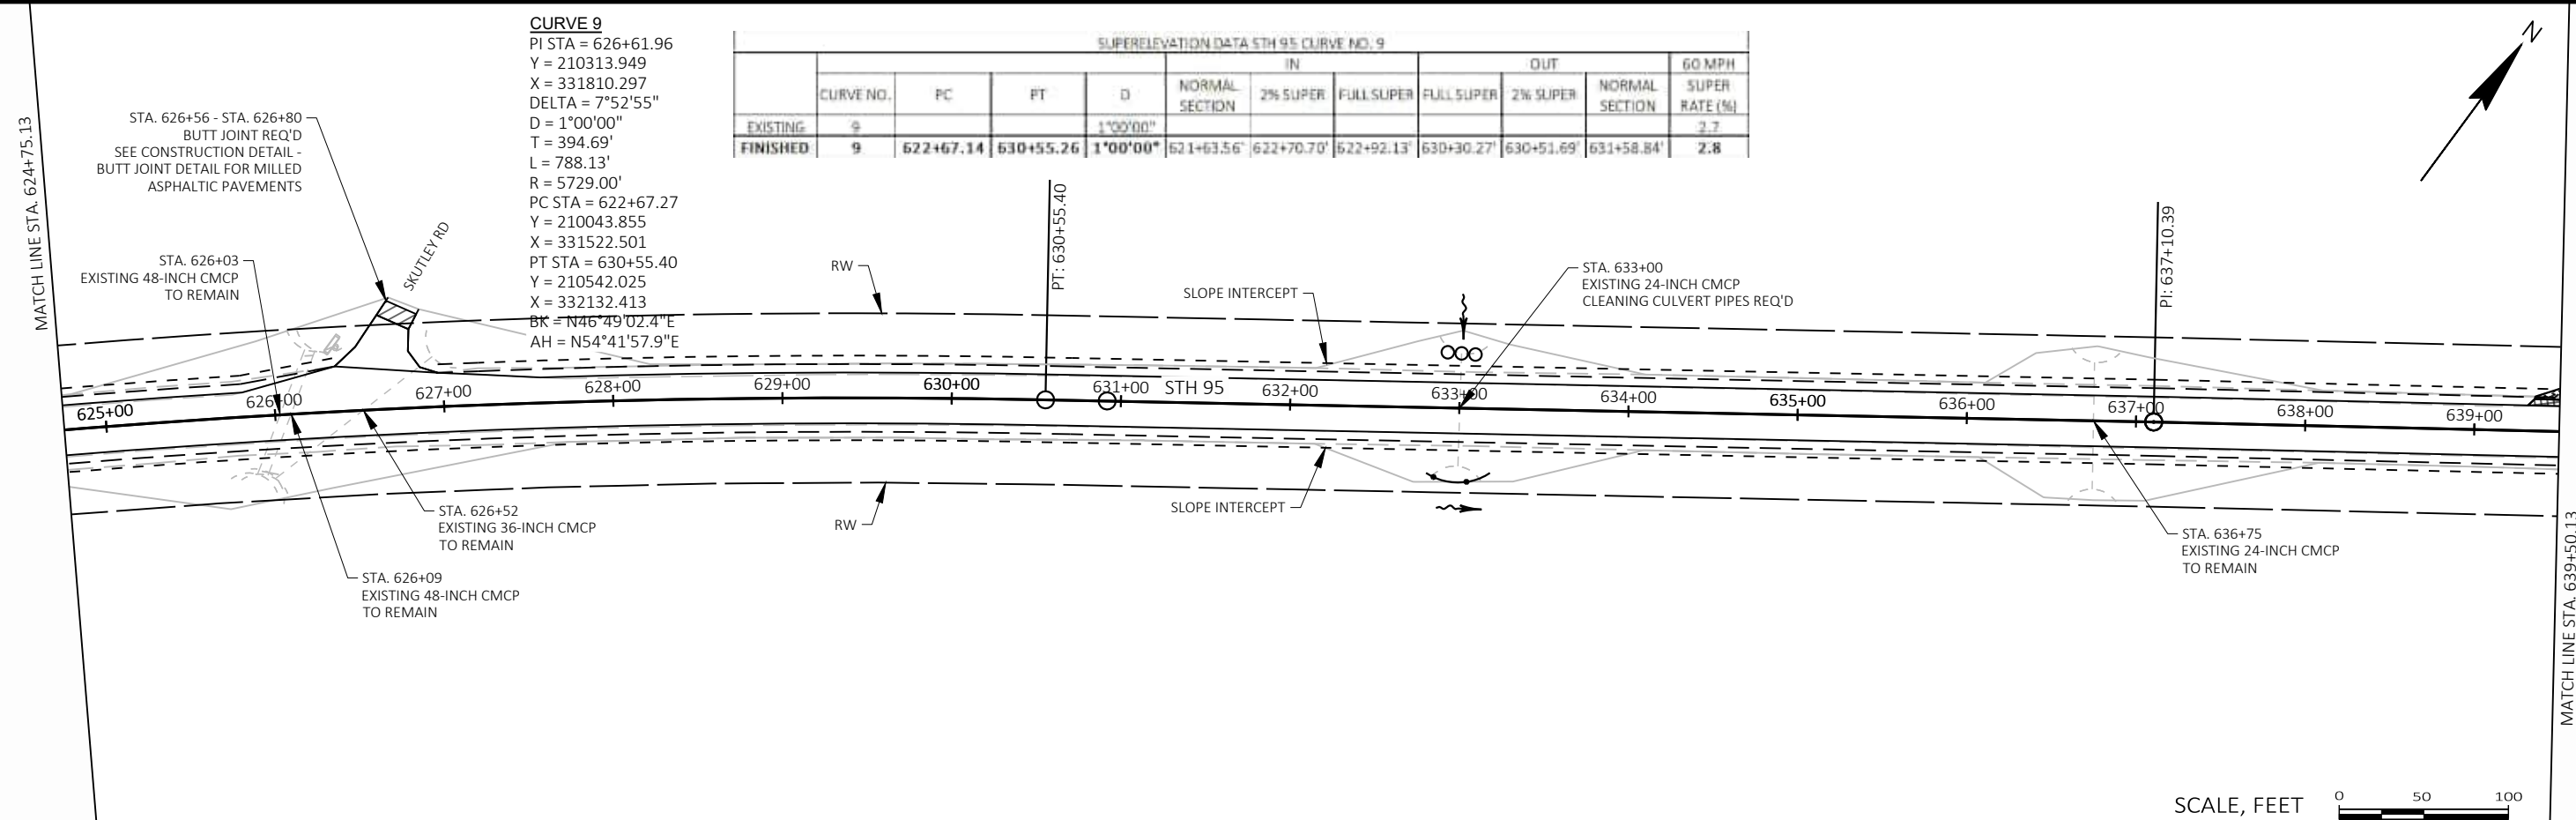 CURVE 9
PI STA = 626+61.96
Y = 210313.949
X = 331810.297
DELTA = 7°52'55"
D = 1°00'00"
T = 394.69'
L = 788.13'
R = 5729.00'
PC STA = 622+67.27
Y = 210043.855
X = 331522.501
PT STA = 630+55.40
Y = 210542.025
X = 332132.413
BK = N46°49'02.4"E
AH = N54°41'57.9"E
SUPERELEVATION DATA STH 95 CURVE NO. 9
IN OUT 60 MPH
CURVE NO. PC PT D NORMAL SECTION 2% SUPER FULL SUPER FULL SUPER 2% SUPER NORMAL SECTION SUPER RATE (%)
EXISTING 9 1°00'00" 2.7
FINISHED 9 622+67.14 630+55.26 1°00'00" 621+63.56' 622+70.70' 622+92.13' 630+30.27' 630+51.69' 631+58.84' 2.8
N
MATCH LINE STA. 624+75.13
STA. 626+56 - STA. 626+80
BUTT JOINT REQ'D
SEE CONSTRUCTION DETAIL -
BUTT JOINT DETAIL FOR MILLED
ASPHALTIC PAVEMENTS
SKUTLEY RD
STA. 626+03
EXISTING 48-INCH CMCP
TO REMAIN
RW
PT: 630+55.40
SLOPE INTERCEPT
STA. 633+00
EXISTING 24-INCH CMCP
CLEANING CULVERT PIPES REQ'D
PI: 637+10.39
625+00
626+00
627+00
628+00
629+00
630+00
631+00
STH 95
632+00
633+00
634+00
635+00
636+00
637+00
638+00
639+00
STA. 626+52
EXISTING 36-INCH CMCP
TO REMAIN
STA. 626+09
EXISTING 48-INCH CMCP
TO REMAIN
RW
SLOPE INTERCEPT
STA. 636+75
EXISTING 24-INCH CMCP
TO REMAIN
MATCH LINE STA. 639+50.13
SCALE, FEET
0 50 100